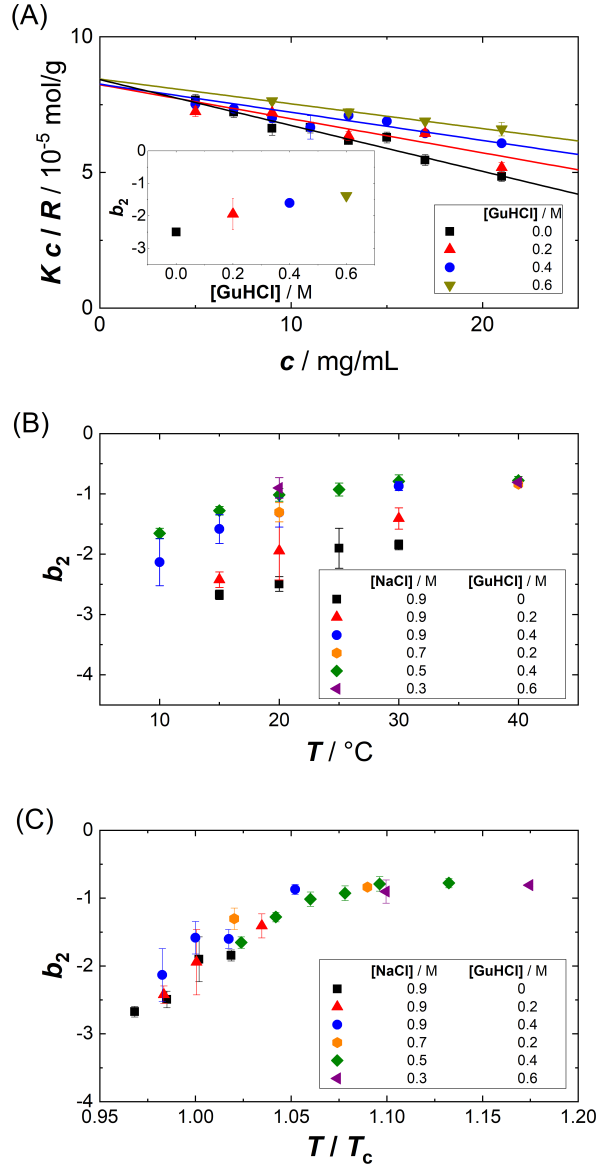 (A)
10
5
0
K c / R / 10⁻⁵ mol/g
0
-1
-2
-3
b₂
0.0 0.2 0.4 0.6
[GuHCl] / M
[GuHCl] / M
0.0
0.2
0.4
0.6
0 10 20
c / mg/mL
(B)
0
-1
-2
-3
-4
b₂
[NaCl] / M [GuHCl] / M
0.9 0
0.9 0.2
0.9 0.4
0.7 0.2
0.5 0.4
0.3 0.6
10 20 30 40
T / °C
(C)
0
-1
-2
-3
-4
b₂
[NaCl] / M [GuHCl] / M
0.9 0
0.9 0.2
0.9 0.4
0.7 0.2
0.5 0.4
0.3 0.6
0.95 1.00 1.05 1.10 1.15 1.20
T / Tc